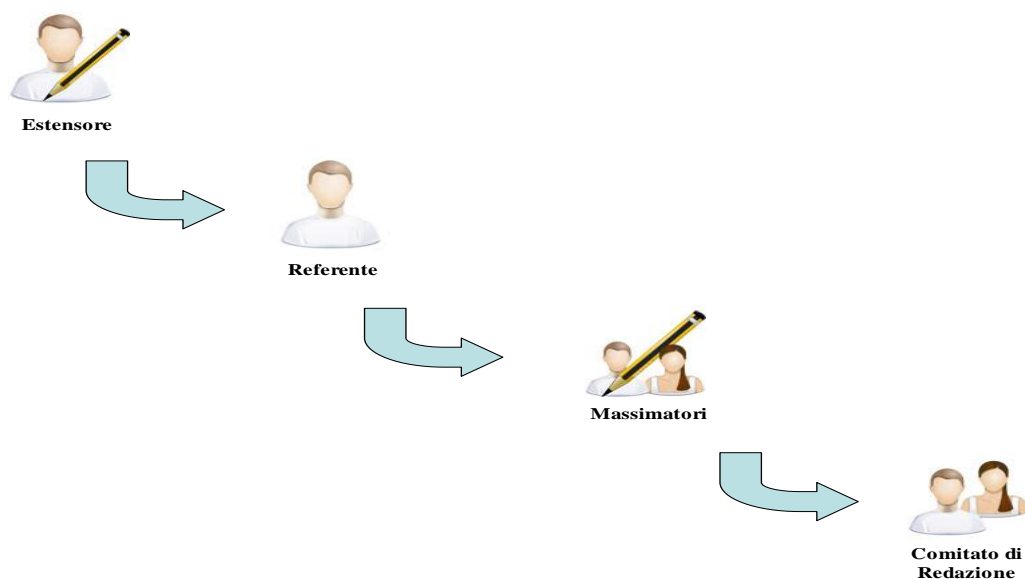 Estensore
Referente
Massimatori
Comitato di
Redazione